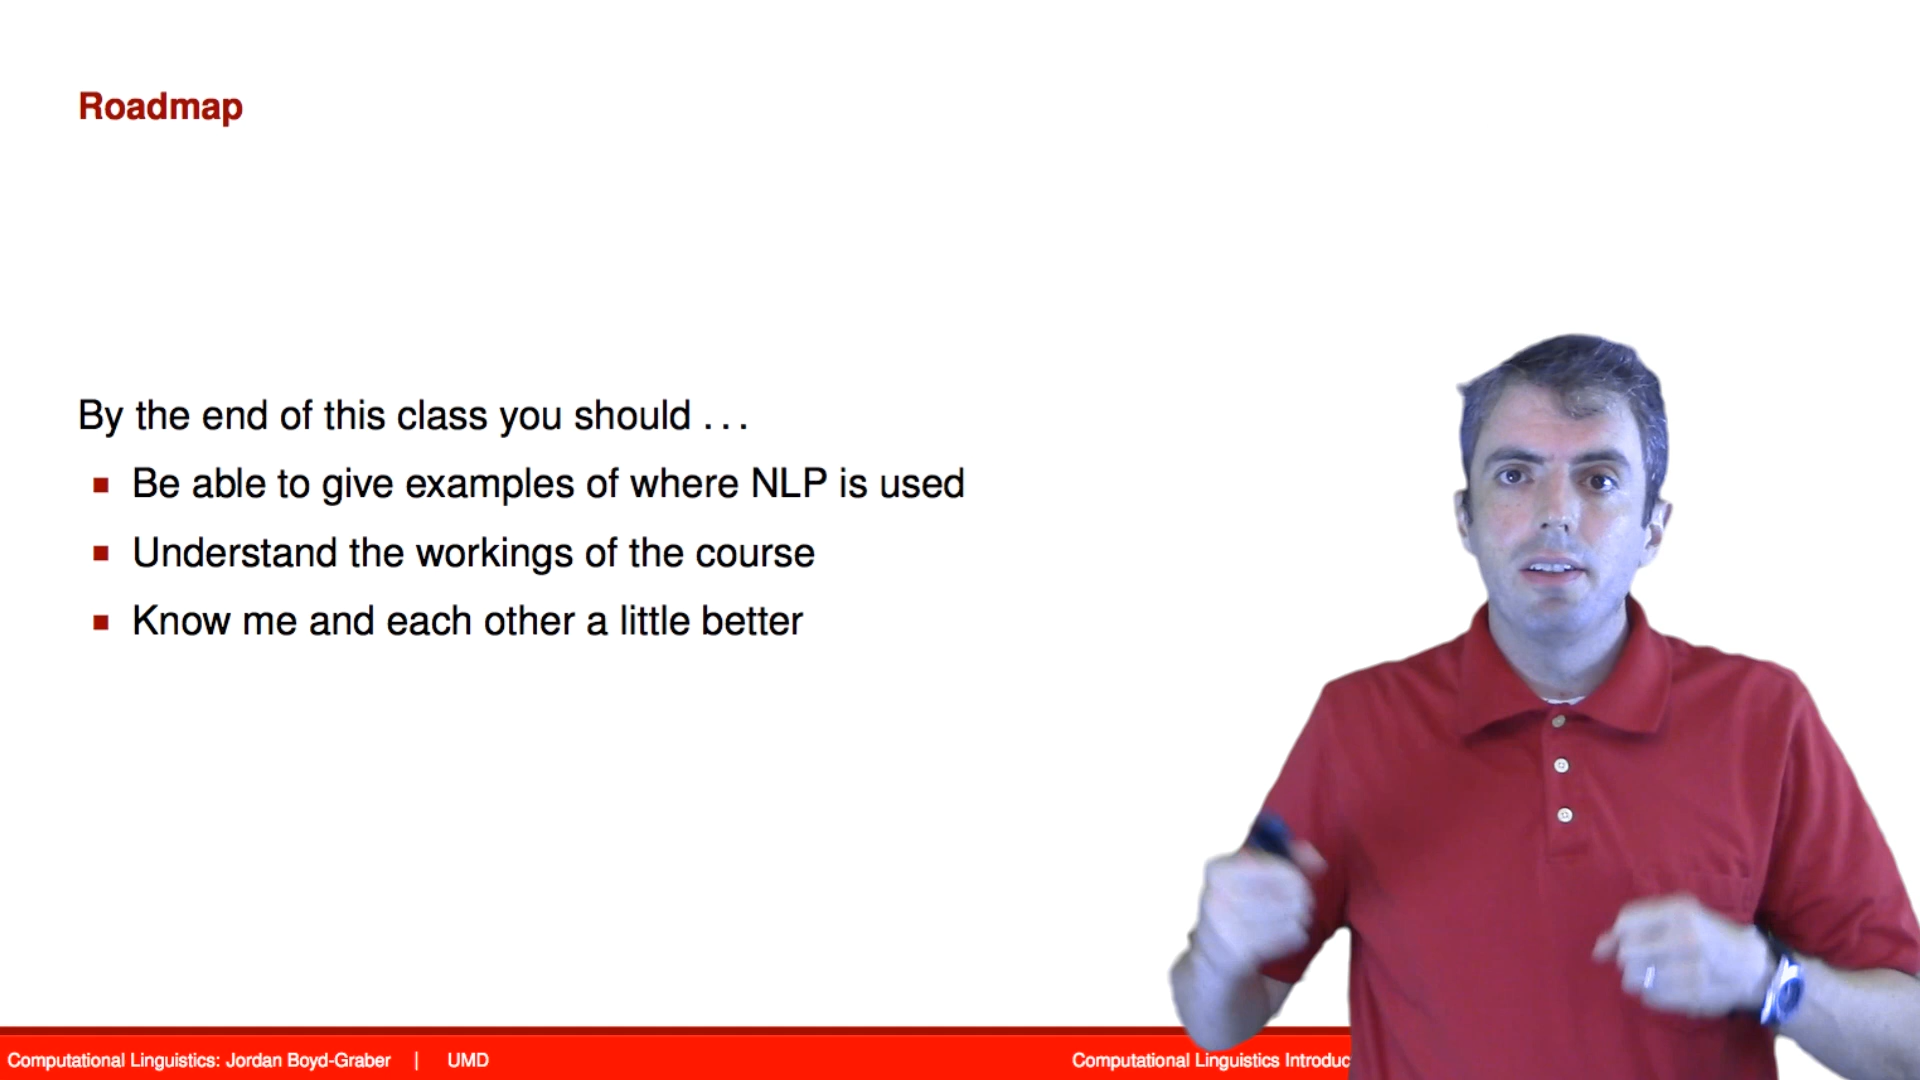 Roadmap
By the end of this class you should ...
Be able to give examples of where NLP is used
Understand the workings of the course
Know me and each other a little better
Computational Linguistics: Jordan Boyd-Graber | UMD
Computational Linguistics